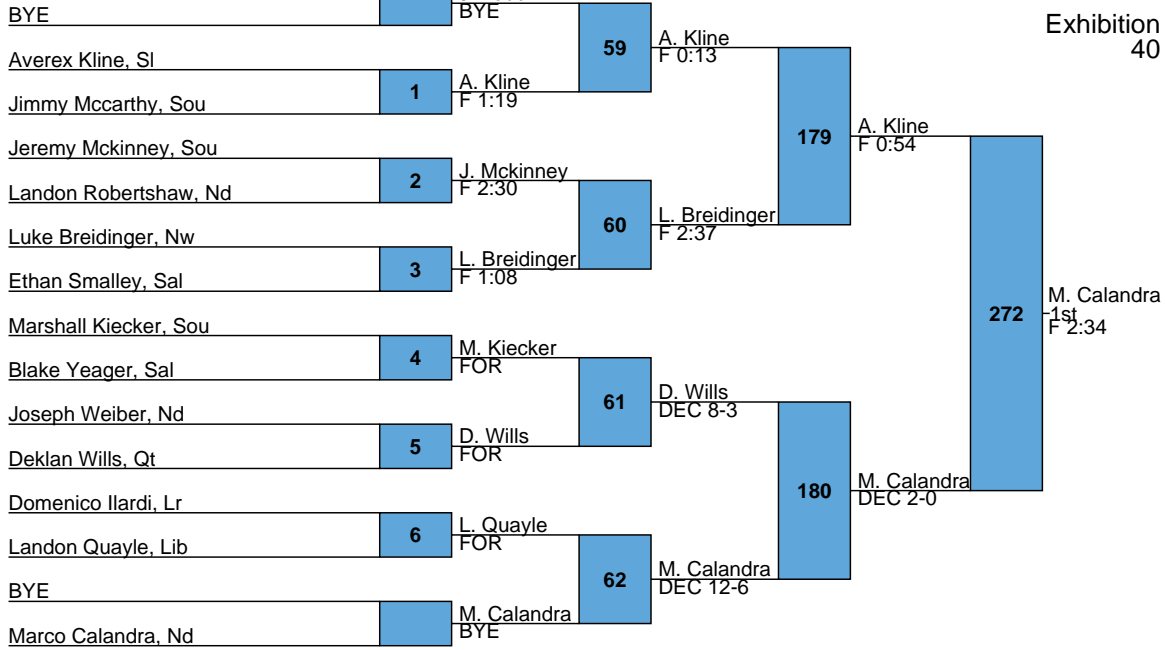 BYE
BYE
Exhibition
40
Averex Kline, Sl
Jimmy Mccarthy, Sou
1
A. Kline
F 1:19
59
A. Kline
F 0:13
Jeremy Mckinney, Sou
Landon Robertshaw, Nd
2
J. Mckinney
F 2:30
Luke Breidinger, Nw
Ethan Smalley, Sal
3
L. Breidinger
F 1:08
60
L. Breidinger
F 2:37
179
A. Kline
F 0:54
Marshall Kiecker, Sou
Blake Yeager, Sal
4
M. Kiecker
FOR
Joseph Weiber, Nd
Deklan Wills, Qt
5
D. Wills
FOR
61
D. Wills
DEC 8-3
Domenico Ilardi, Lr
Landon Quayle, Lib
6
L. Quayle
FOR
BYE
Marco Calandra, Nd
M. Calandra
BYE
62
M. Calandra
DEC 12-6
180
M. Calandra
DEC 2-0
272
M. Calandra
1st
F 2:34